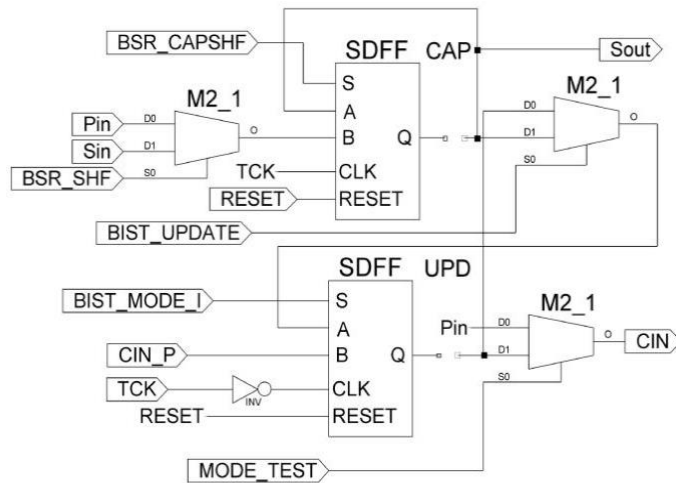 BSR_CAPSHF
SDFF
CAP
Sout
S
A
B
Q
CLK
RESET
M2_1
Pin
D0
O
Sin
D1
BSR_SHF
S0
TCK
RESET
M2_1
D0
D1
O
S0
BIST_UPDATE
SDFF
UPD
BIST_MODE_I
S
A
B
Q
CLK
RESET
CIN_P
TCK
INV
RESET
M2_1
Pin
D0
D1
O
S0
CIN
MODE_TEST